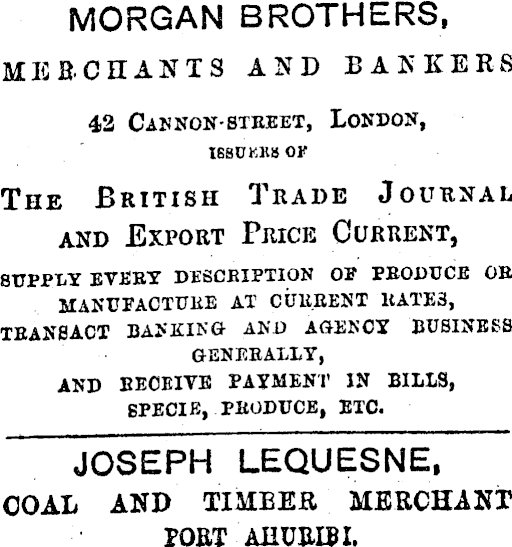 MORGAN BROTHERS,
MERCHANTS AND BANKERS
42 CANNON-STREET, LONDON,
ISSUERS OF
THE BRITISH TRADE JOURNAL
AND EXPORT PRICE CURRENT,
SUPPLY EVERY DESCRIPTION OF PRODUCE OR
MANUFACTURE AT CURRENT RATES,
TRANSACT BANKING AND AGENCY BUSINESS
GENERALLY,
AND RECEIVE PAYMENT IN BILLS,
SPECIE, PRODUCE, ETC.
JOSEPH LEQUESNE,
COAL AND TIMBER MERCHANT
PORT AHURIRI.